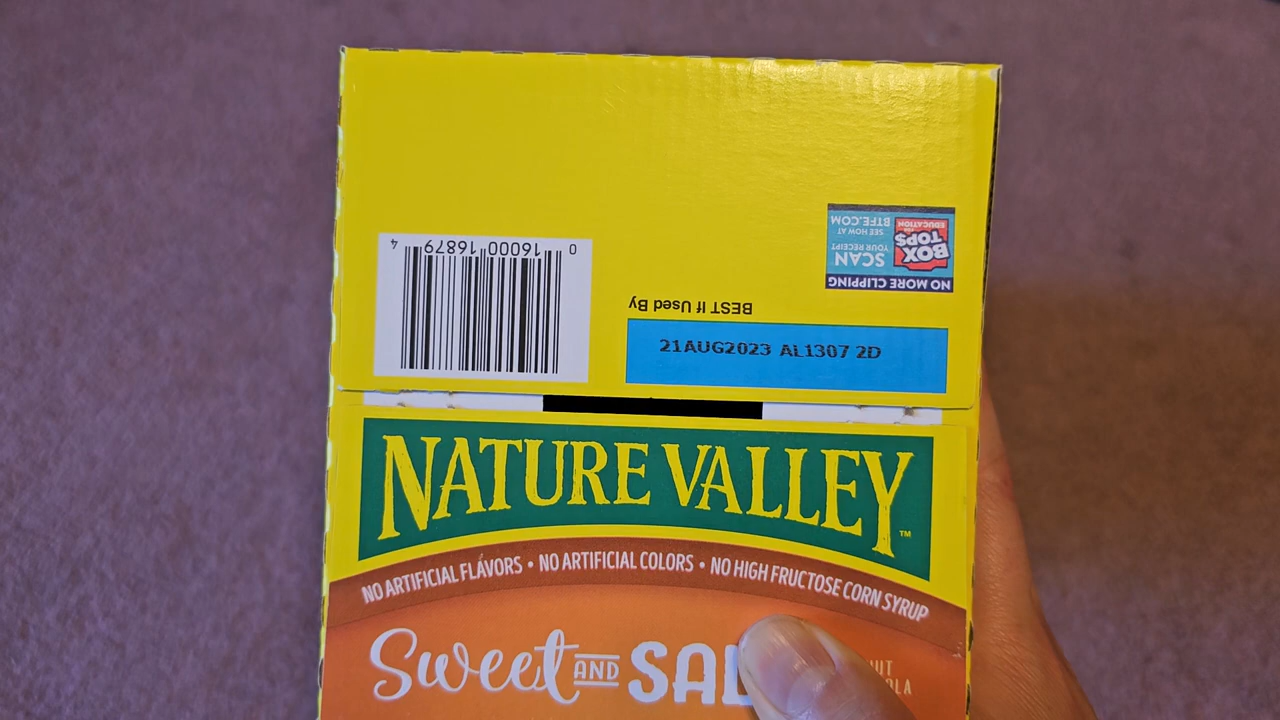 0 16000 16879 4
NO MORE CLIPPING
BOX
TOPS
FOR
EDUCATION
SCAN
YOUR RECEIPT
SEE HOW AT
BTFE.COM
BEST If Used By
21AUG2023 AL1307 2D
NATURE VALLEY™
NO ARTIFICIAL FLAVORS • NO ARTIFICIAL COLORS • NO HIGH FRUCTOSE CORN SYRUP
Sweet AND